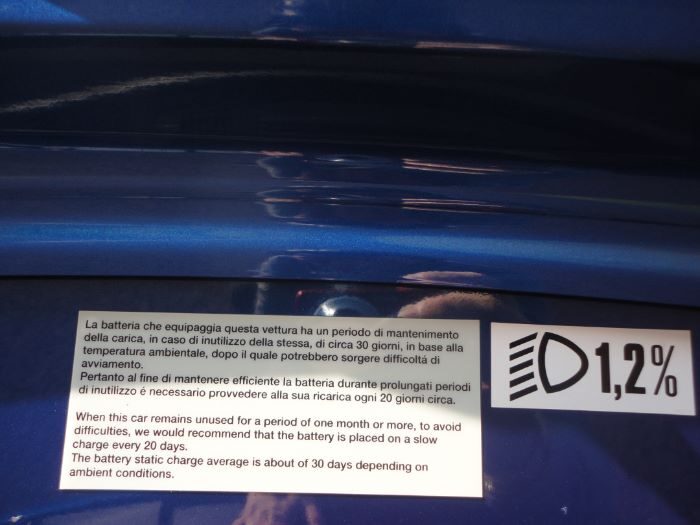 La batteria che equipaggia questa vettura ha un periodo di mantenimento
della carica, in caso di inutilizzo della stessa, di circa 30 giorni, in base alla
temperatura ambientale, dopo il quale potrebbero sorgere difficoltá di
avviamento.
Pertanto al fine di mantenere efficiente la batteria durante prolungati periodi
di inutilizzo é necessario provvedere alla sua ricarica ogni 20 giorni circa.
When this car remains unused for a period of one month or more, to avoid
difficulties, we would recommend that the battery is placed on a slow
charge every 20 days.
The battery static charge average is about of 30 days depending on
ambient conditions.
1,2%